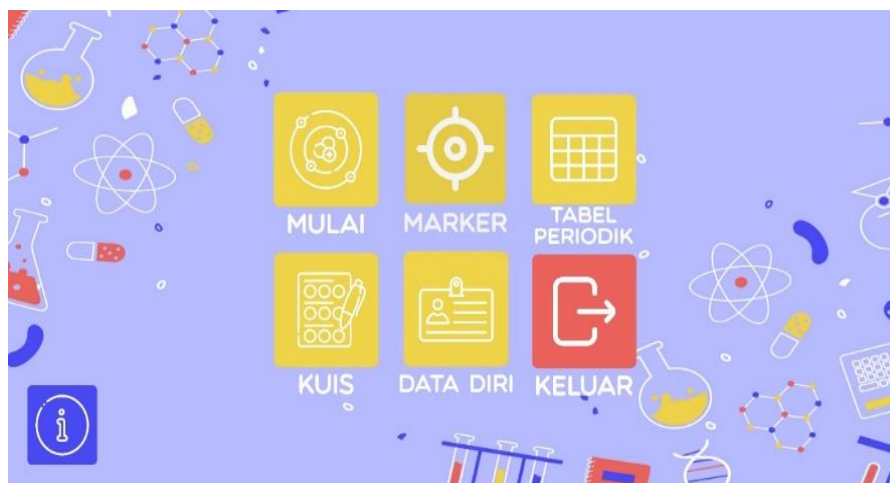 MULAI
MARKER
TABEL
PERIODIK
KUIS
DATA DIRI
KELUAR
i